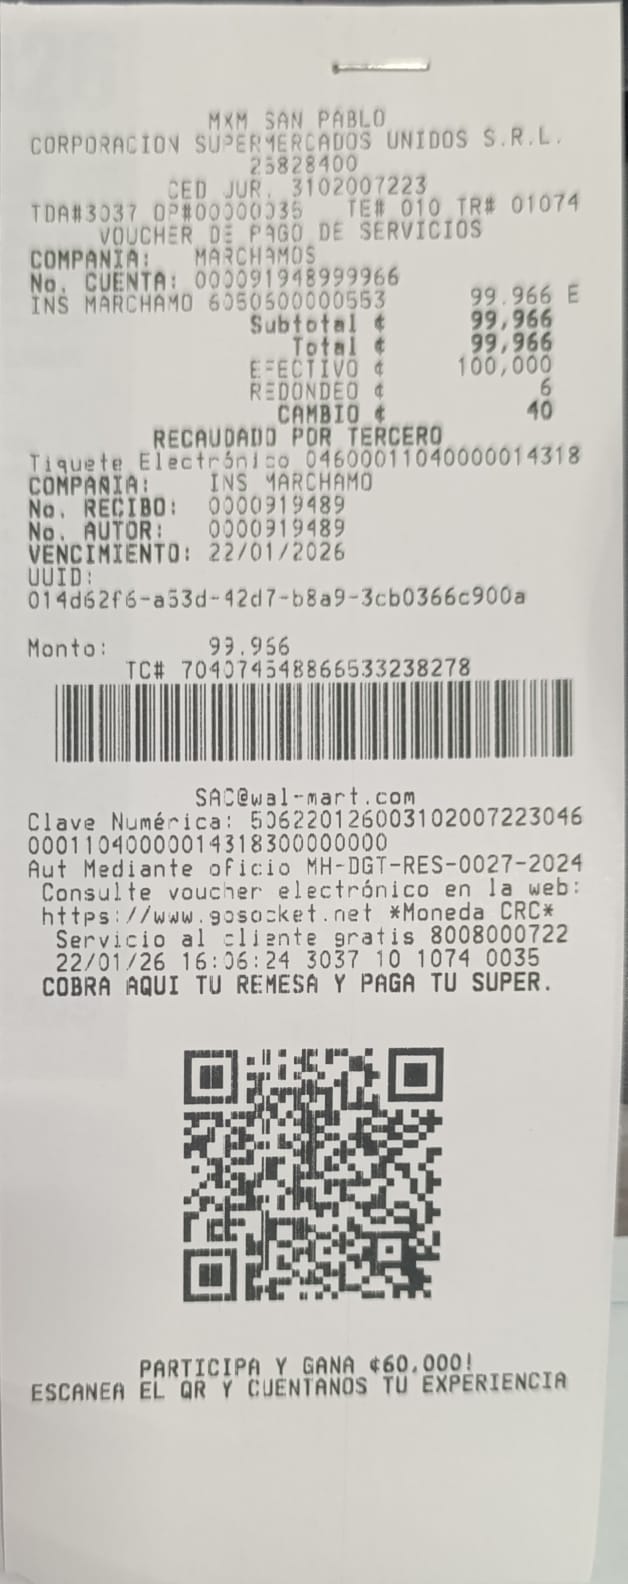 MXM SAN PABLO
CORPORACION SUPERMERCADOS UNIDOS S.R.L.
25828400
CED JUR. 3102007223
TDA#3037 OP#00000035 TE# 010 TR# 01074
VOUCHER DE PAGO DE SERVICIOS
COMPAÑIA: MARCHAMOS
No. CUENTA: 000091948999966
INS MARCHAMO 6050600000553 99.966 E
Subtotal ¢ 99,966
Total ¢ 99,966
EFECTIVO ¢ 100,000
REDONDEO ¢ 6
CAMBIO ¢ 40
RECAUDADO POR TERCERO
Tiquete Electrónico 04600011040000014318
COMPAÑIA: INS MARCHAMO
No. RECIBO: 0000919489
No. AUTOR: 0000919489
VENCIMIENTO: 22/01/2026
UUID:
014d62f6-a53d-42d7-b8a9-3cb0366c900a
Monto: 99.966
TC# 704074548866533238278
SAC@wal-mart.com
Clave Numérica: 506220126003102007223046
00011040000014318300000000
Aut Mediante oficio MH-DGT-RES-0027-2024
Consulte voucher electrónico en la web:
https://www.gosocket.net *Moneda CRC*
Servicio al cliente gratis 8008000722
22/01/26 16:06:24 3037 10 1074 0035
COBRA AQUI TU REMESA Y PAGA TU SUPER.
PARTICIPA Y GANA ¢60.000!
ESCANEA EL QR Y CUENTANOS TU EXPERIENCIA